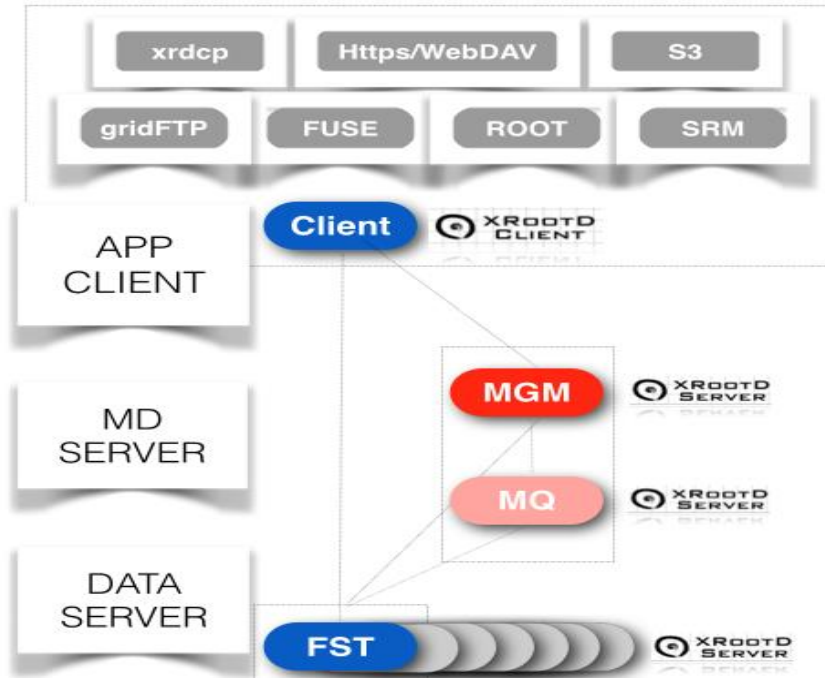 xrdcp
Https/WebDAV
S3
gridFTP
FUSE
ROOT
SRM
APP
CLIENT
Client
XROOTD
CLIENT
MD
SERVER
MGM
XROOTD
SERVER
MQ
XROOTD
SERVER
DATA
SERVER
FST
XROOTD
SERVER